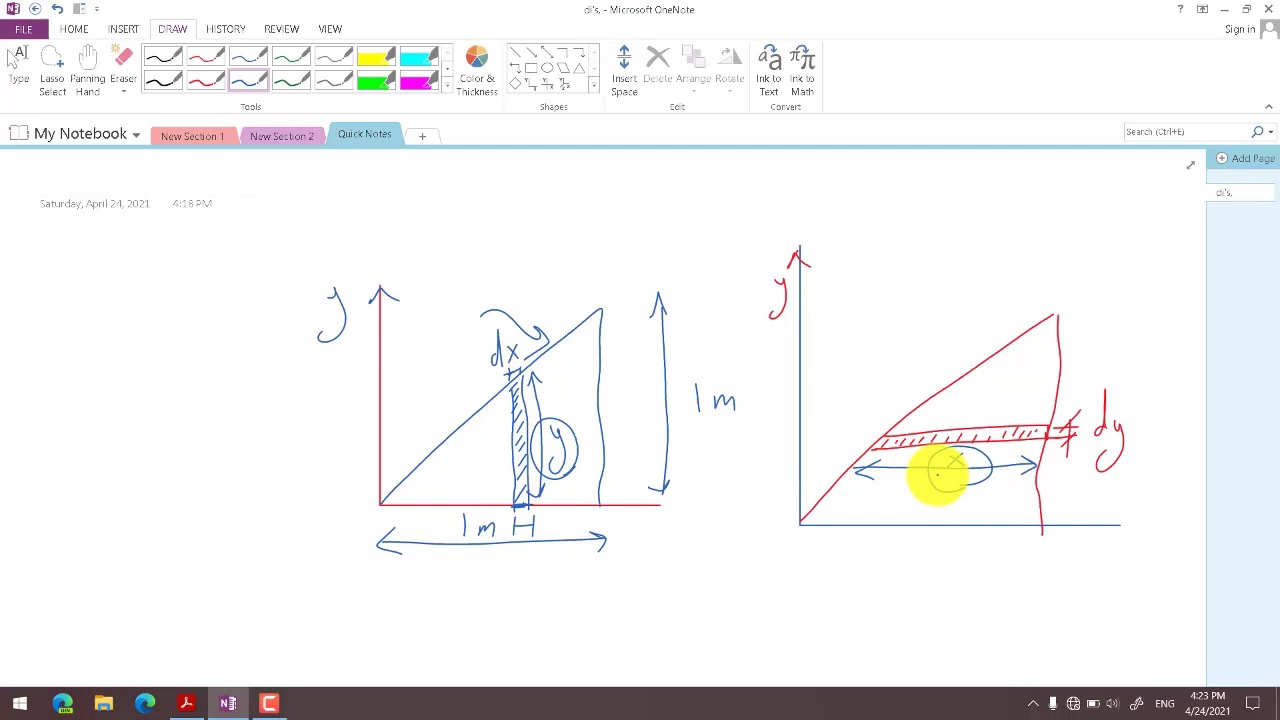 di's, - Microsoft OneNote
FILE HOME INSERT DRAW HISTORY REVIEW VIEW
Sign in
Type Lasso Select Panning Hand Eraser
Color & Thickness
Insert Space Delete Arrange Rotate
Ink to Text Ink to Math
Tools Shapes Edit Convert
My Notebook New Section 1 New Section 2 Quick Notes
Search (Ctrl+E)
Add Page
di's,
Saturday, April 24, 2021 4:18 PM
y
dx
y
1 m
1 m
y
x
dy
ENG
4:23 PM
4/24/2021